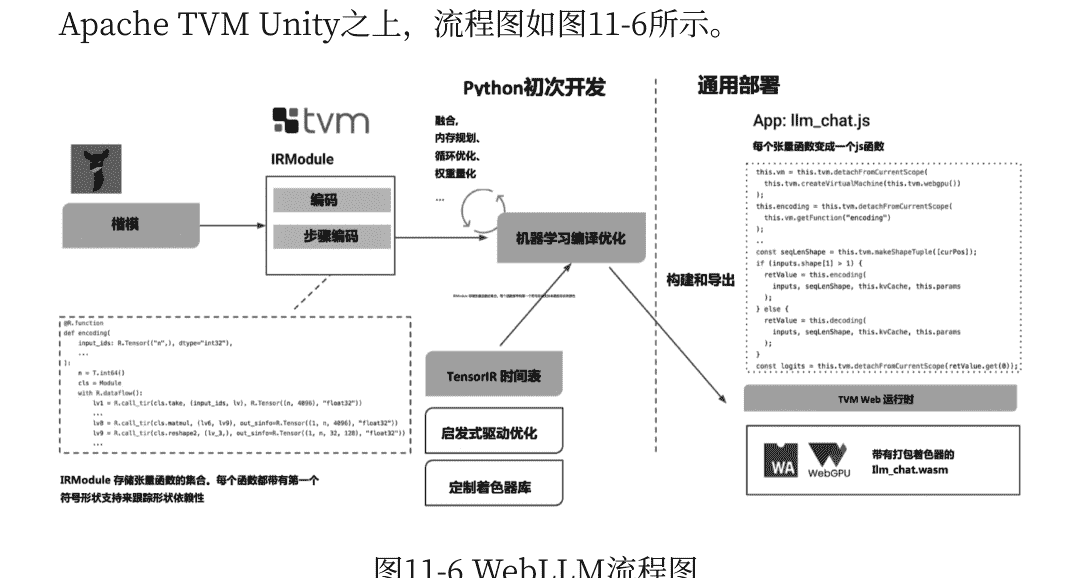 Apache TVM Unity之上，流程图如图11-6所示。
Python初次开发
通用部署
tvm
IRModule
编码
步骤编码
楷模
融合,
内存规划、
循环优化、
权重量化
...
机器学习编译优化
App: llm_chat.js
每个张量函数变成一个js函数
this.vm = this.tvm.detachFromCurrentScope(
this.tvm.createVirtualMachine(this.tvm.webgpu())
);
this.encoding = this.tvm.detachFromCurrentScope(
this.vm.getFunction("encoding")
);
..
const seqLenShape = this.tvm.makeShapeTuple([curPos]);
if (inputs.shape[1] > 1) {
retValue = this.encoding(
inputs, seqLenShape, this.kvCache, this.params
);
} else {
retValue = this.decoding(
inputs, seqLenShape, this.kvCache, this.params
);
}
const logits = this.tvm.detachFromCurrentScope(retValue.get(0));
构建和导出
@R.function
def encoding(
input_ids: R.Tensor(("n",), dtype="int32"),
...
):
n = T.int64()
cls = Module
with R.dataflow():
lv1 = R.call_tir(cls.take, (input_ids, lv), R.Tensor((n, 4096), "float32"))
...
lv8 = R.call_tir(cls.matmul, (lv6, lv9), out_sinfo=R.Tensor((1, n, 4096), "float32"))
lv9 = R.call_tir(cls.reshape2, (lv_3,), out_sinfo=R.Tensor((1, n, 32, 128), "float32"))
...
IRModule 存储张量函数的集合。每个函数都带有第一个
符号形状支持来跟踪形状依赖性
TensorIR 时间表
启发式驱动优化
定制着色器库
TVM Web 运行时
WA
WebGPU
带有打包着色器的
llm_chat.wasm
图11-6 WebLLM流程图